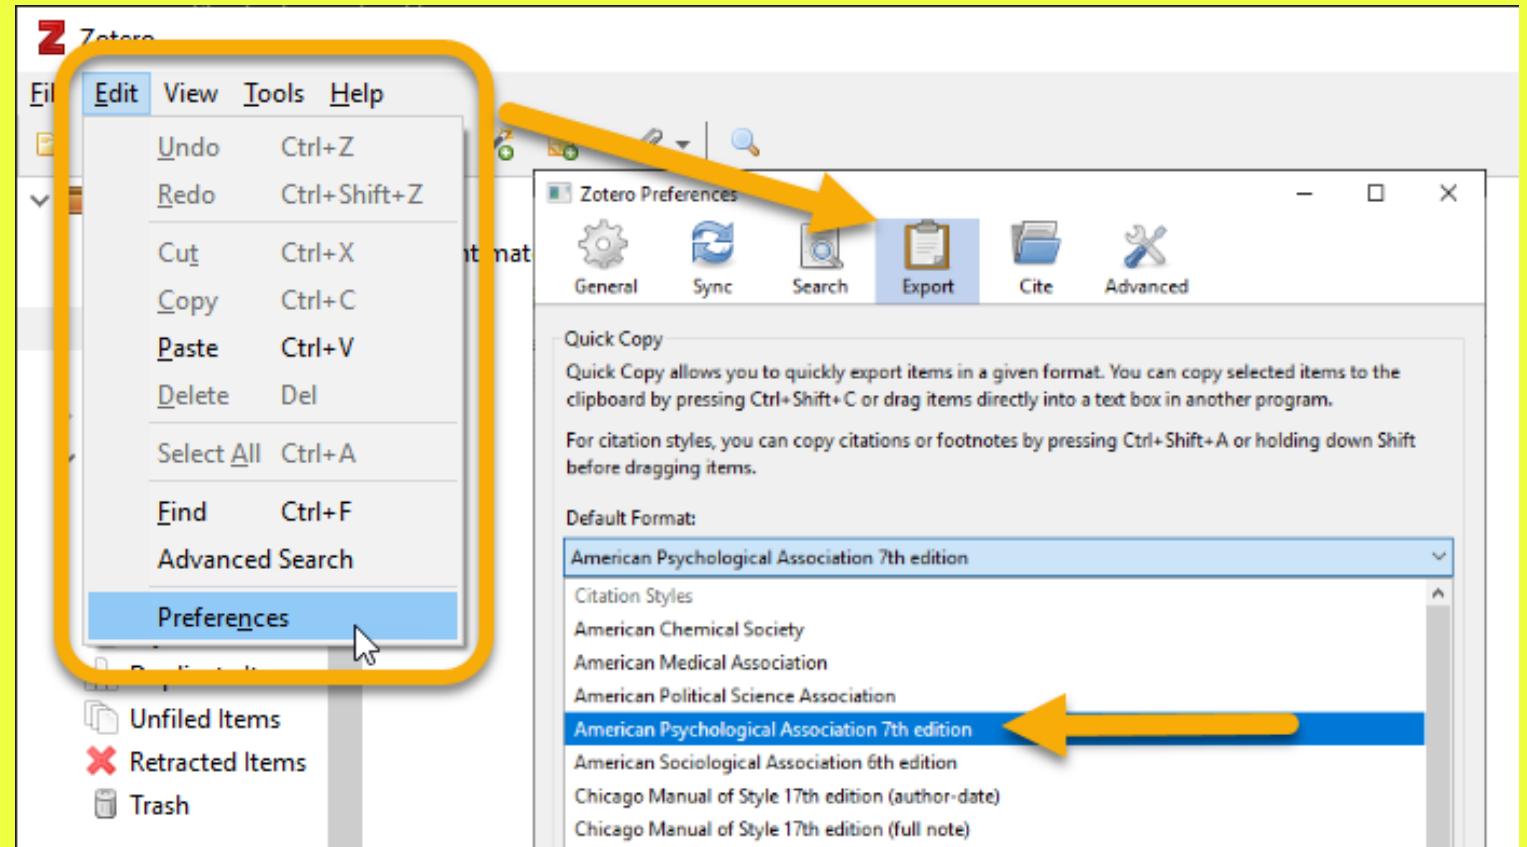 Zotero
Edit View Tools Help
Undo Ctrl+Z
Redo Ctrl+Shift+Z
Cut Ctrl+X
Copy Ctrl+C
Paste Ctrl+V
Delete Del
Select All Ctrl+A
Find Ctrl+F
Advanced Search
Preferences
Unfiled Items
Retracted Items
Trash
Zotero Preferences
General Sync Search Export Cite Advanced
Quick Copy
Quick Copy allows you to quickly export items in a given format. You can copy selected items to the
clipboard by pressing Ctrl+Shift+C or drag items directly into a text box in another program.
For citation styles, you can copy citations or footnotes by pressing Ctrl+Shift+A or holding down Shift
before dragging items.
Default Format:
American Psychological Association 7th edition
Citation Styles
American Chemical Society
American Medical Association
American Political Science Association
American Psychological Association 7th edition
American Sociological Association 6th edition
Chicago Manual of Style 17th edition (author-date)
Chicago Manual of Style 17th edition (full note)